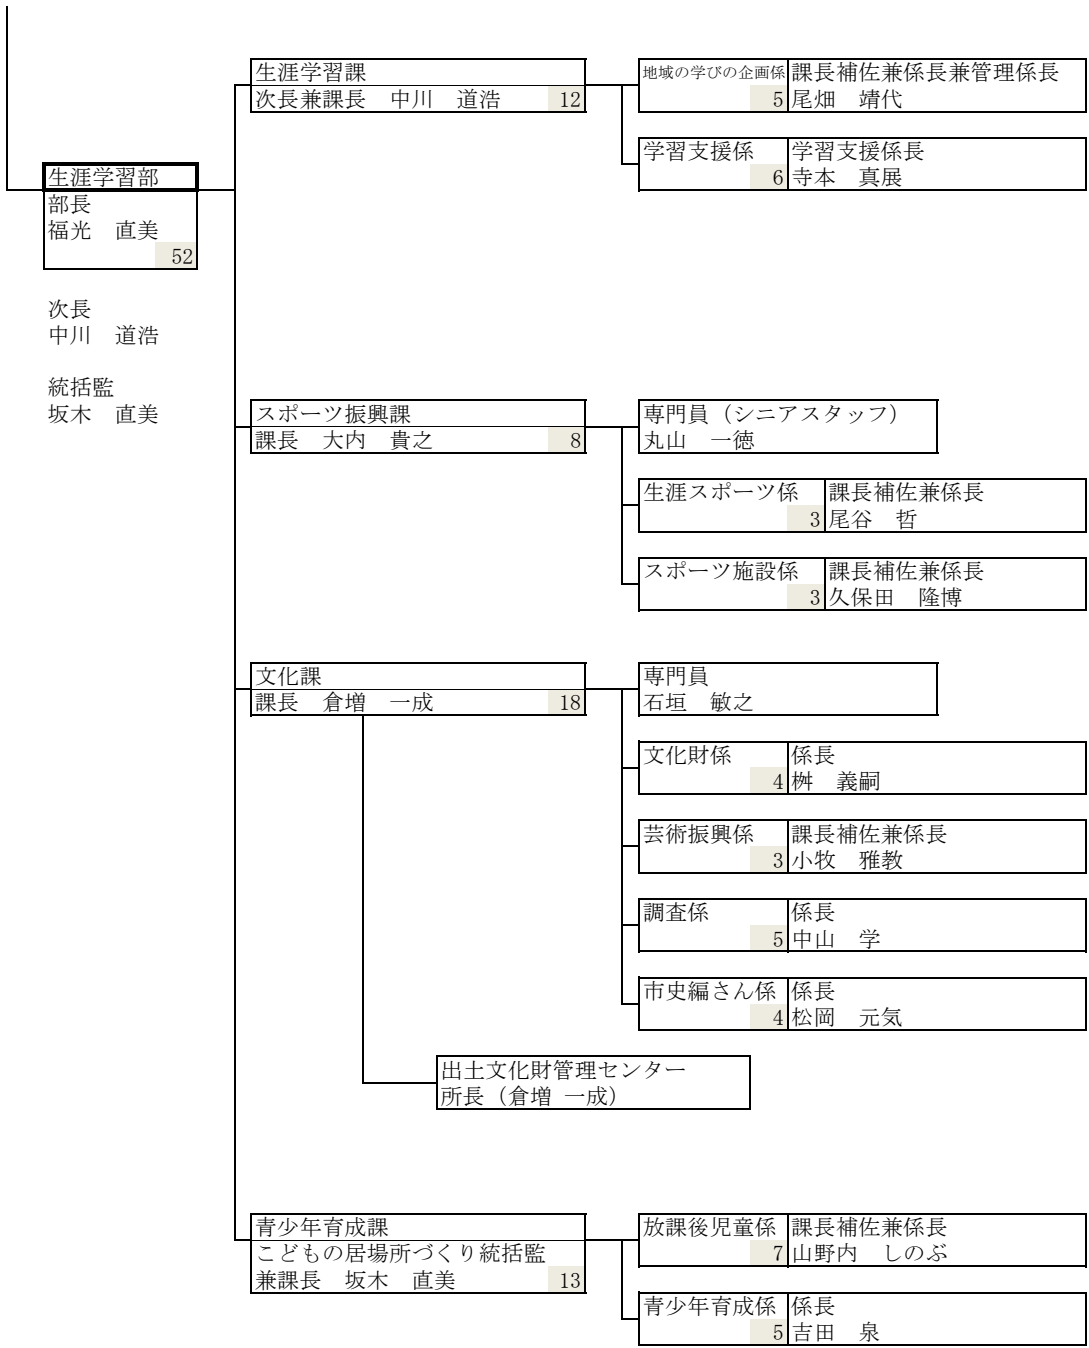 生涯学習部
部長
福光　直美
52
次長
中川　道浩
統括監
坂木　直美
生涯学習課
次長兼課長　中川　道浩　12
地域の学びの企画係　課長補佐兼係長兼管理係長
5　尾畑　靖代
学習支援係　学習支援係長
6　寺本　真展
スポーツ振興課
課長　大内　貴之　8
専門員（シニアスタッフ）
丸山　一徳
生涯スポーツ係　課長補佐兼係長
3　尾谷　哲
スポーツ施設係　課長補佐兼係長
3　久保田　隆博
文化課
課長　倉増　一成　18
専門員
石垣　敏之
文化財係　係長
4　桝　義嗣
芸術振興係　課長補佐兼係長
3　小牧　雅教
調査係　係長
5　中山　学
市史編さん係　係長
4　松岡　元気
出土文化財管理センター
所長（倉増 一成）
青少年育成課
こどもの居場所づくり統括監
兼課長　坂木　直美　13
放課後児童係　課長補佐兼係長
7　山野内　しのぶ
青少年育成係　係長
5　吉田　泉